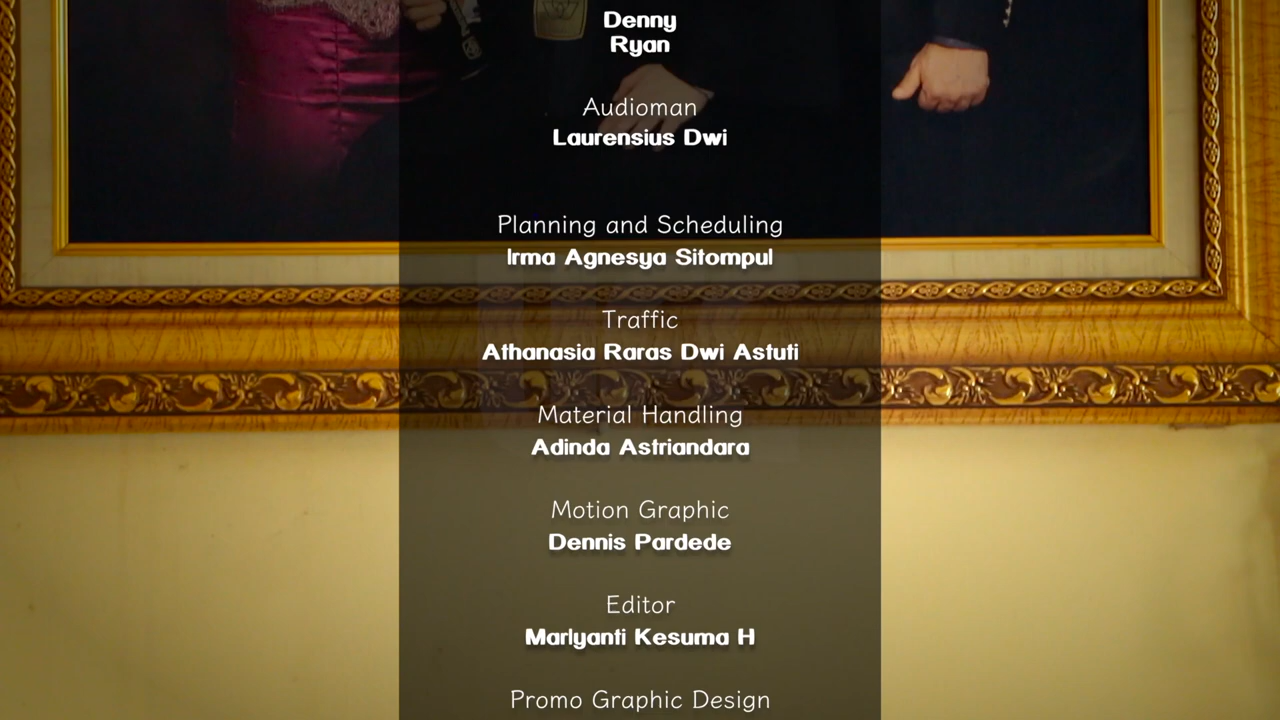 Denny
Ryan
Audioman
Laurensius Dwi
Planning and Scheduling
Irma Agnesya Sitompul
Traffic
Athanasia Raras Dwi Astuti
Material Handling
Adinda Astriandara
Motion Graphic
Dennis Pardede
Editor
Marlyanti Kesuma H
Promo Graphic Design